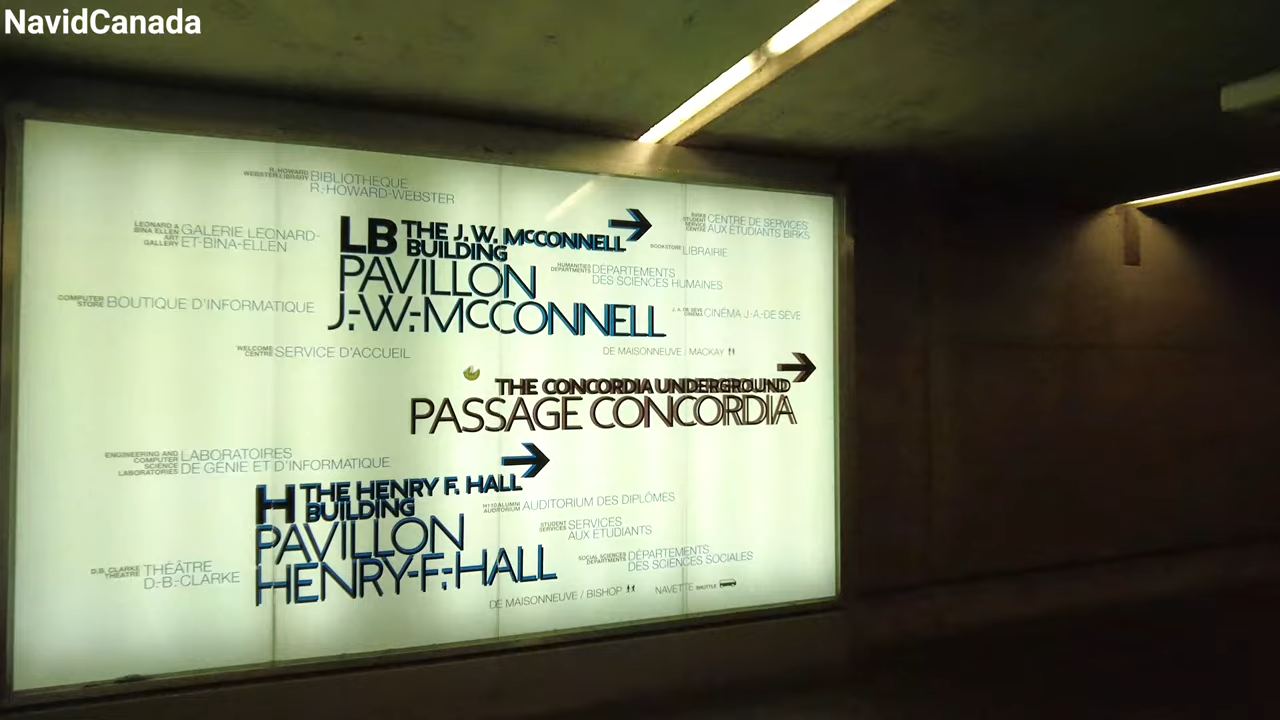 NavidCanada
R. HOWARD
WEBSTER LIBRARY
BIBLIOTHEQUE
R.-HOWARD-WEBSTER
LEONARD &
BINA ELLEN
ART
GALLERY
GALERIE LEONARD-
ET-BINA-ELLEN
LB THE J.W. McCONNELL
BUILDING
PAVILLON
J.-W.-McCONNELL
BIRKS
STUDENT
SERVICE
CENTRE
CENTRE DE SERVICES
AUX ÉTUDIANTS BIRKS
BOOKSTORE LIBRAIRIE
HUMANITIES
DEPARTMENTS
DÉPARTEMENTS
DES SCIENCES HUMAINES
COMPUTER
STORE
BOUTIQUE D'INFORMATIQUE
J.A. DE SÈVE
CINEMA
CINÉMA J.-A.-DE SÈVE
WELCOME
CENTRE
SERVICE D'ACCUEIL
DE MAISONNEUVE / MACKAY
THE CONCORDIA UNDERGROUND
PASSAGE CONCORDIA
ENGINEERING AND
COMPUTER
SCIENCE
LABORATORIES
LABORATOIRES
DE GÉNIE ET D'INFORMATIQUE
H THE HENRY F. HALL
BUILDING
PAVILLON
HENRY-F.-HALL
H110 ALUMNI
AUDITORIUM
AUDITORIUM DES DIPLÔMES
STUDENT
SERVICES
SERVICES
AUX ÉTUDIANTS
SOCIAL SCIENCES
DEPARTMENTS
DÉPARTEMENTS
DES SCIENCES SOCIALES
D.B. CLARKE
THEATRE
THÉÂTRE
D.-B.-CLARKE
DE MAISONNEUVE / BISHOP
NAVETTE SHUTTLE